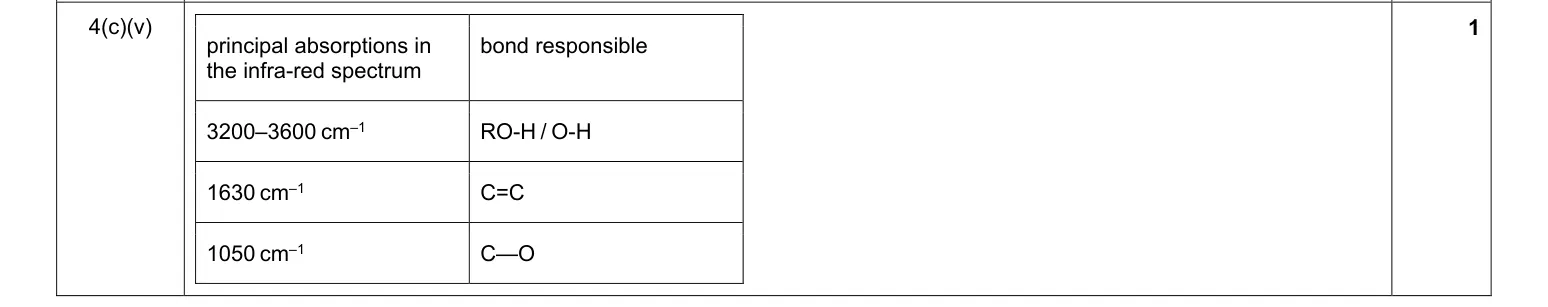 4(c)(v)
1
principal absorptions in
the infra-red spectrum
bond responsible
3200–3600 cm⁻¹
RO-H / O-H
1630 cm⁻¹
C=C
1050 cm⁻¹
C—O